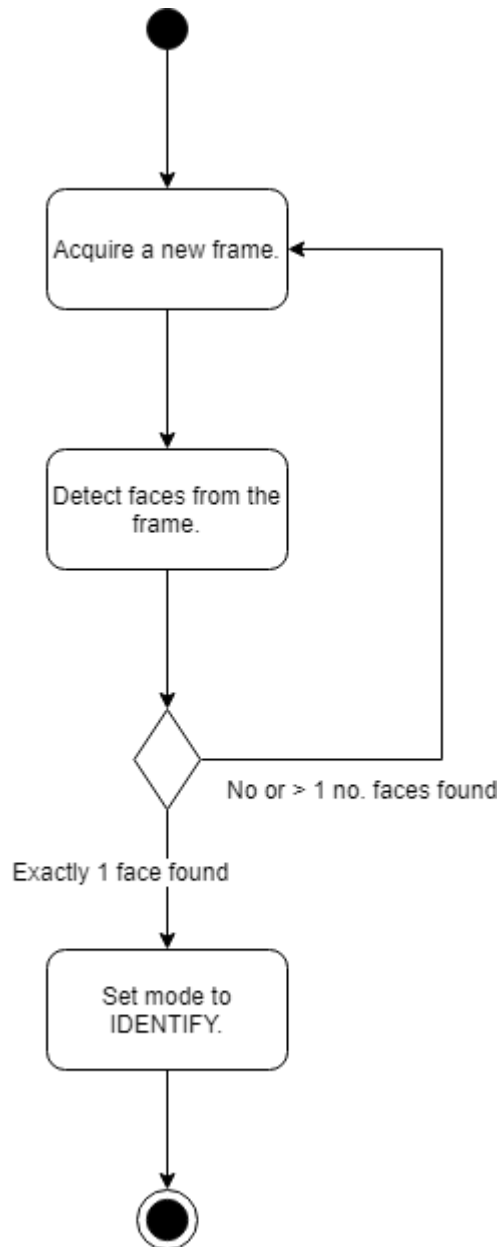 Acquire a new frame.
Detect faces from the
frame.
No or > 1 no. faces found
Exactly 1 face found
Set mode to
IDENTIFY.